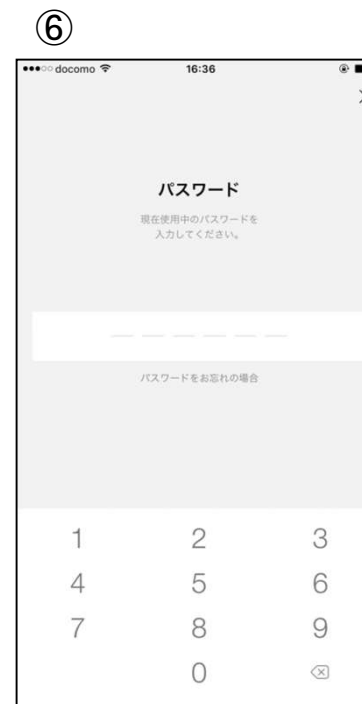 ⑥
docomo 16:36
パスワード
現在使用中のパスワードを
入力してください。
パスワードをお忘れの場合
1 2 3
4 5 6
7 8 9
0